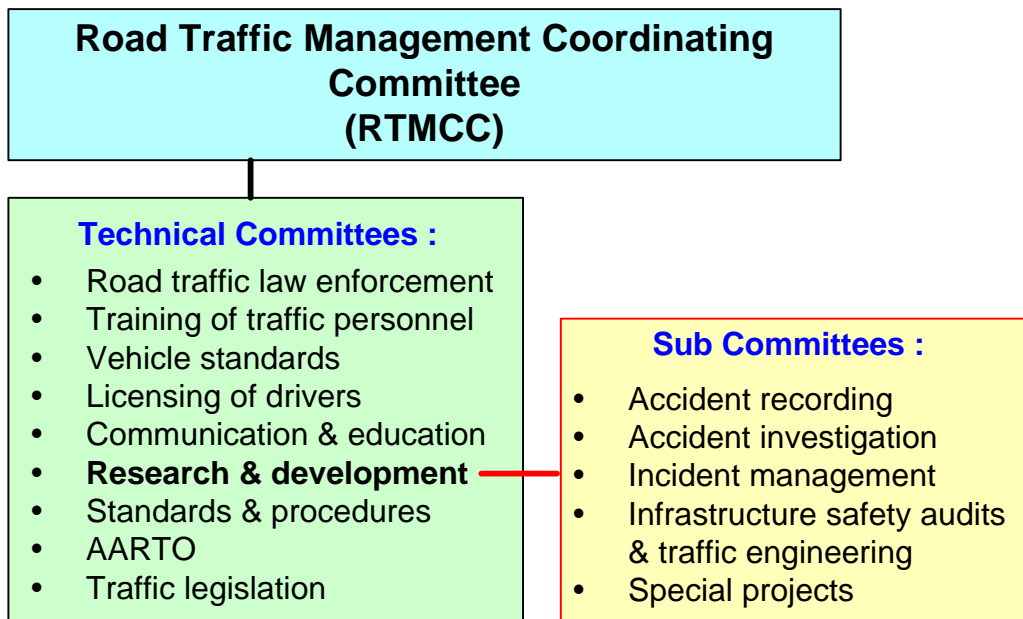 Road Traffic Management Coordinating
Committee
(RTMCC)
Technical Committees :
• Road traffic law enforcement
• Training of traffic personnel
• Vehicle standards
• Licensing of drivers
• Communication & education
• Research & development
• Standards & procedures
• AARTO
• Traffic legislation
Sub Committees :
• Accident recording
• Accident investigation
• Incident management
• Infrastructure safety audits
& traffic engineering
• Special projects